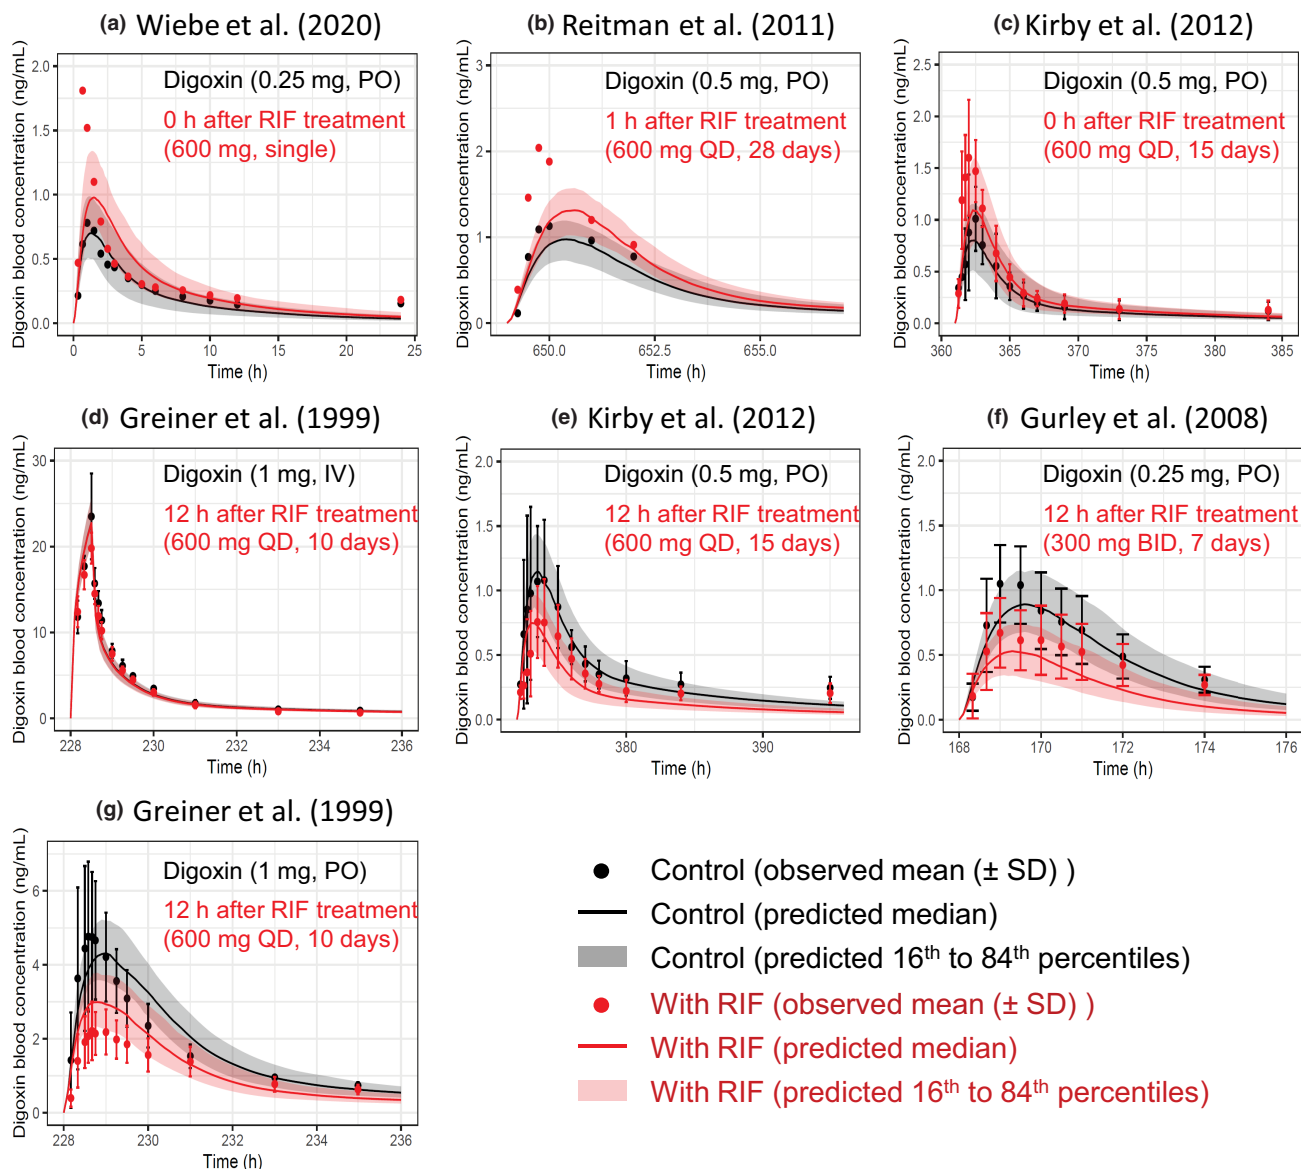 (a) Wiebe et al. (2020)
Digoxin blood concentration (ng/mL)
2.0
1.5
1.0
0.5
0.0
Digoxin (0.25 mg, PO)
0 h after RIF treatment
(600 mg, single)
0 5 10 15 20 25
Time (h)
(b) Reitman et al. (2011)
Digoxin blood concentration (ng/mL)
3
2
1
0
Digoxin (0.5 mg, PO)
1 h after RIF treatment
(600 mg QD, 28 days)
650.0 652.5 655.0
Time (h)
(c) Kirby et al. (2012)
Digoxin blood concentration (ng/mL)
2.5
2.0
1.5
1.0
0.5
0.0
Digoxin (0.5 mg, PO)
0 h after RIF treatment
(600 mg QD, 15 days)
360 365 370 375 380 385
Time (h)
(d) Greiner et al. (1999)
Digoxin blood concentration (ng/mL)
30
20
10
0
Digoxin (1 mg, IV)
12 h after RIF treatment
(600 mg QD, 10 days)
228 230 232 234 236
Time (h)
(e) Kirby et al. (2012)
Digoxin blood concentration (ng/mL)
2.0
1.5
1.0
0.5
0.0
Digoxin (0.5 mg, PO)
12 h after RIF treatment
(600 mg QD, 15 days)
380 390
Time (h)
(f) Gurley et al. (2008)
Digoxin blood concentration (ng/mL)
2.0
1.5
1.0
0.5
0.0
Digoxin (0.25 mg, PO)
12 h after RIF treatment
(300 mg BID, 7 days)
168 170 172 174 176
Time (h)
(g) Greiner et al. (1999)
Digoxin blood concentration (ng/mL)
6
4
2
0
Digoxin (1 mg, PO)
12 h after RIF treatment
(600 mg QD, 10 days)
228 230 232 234 236
Time (h)
Control (observed mean (± SD) )
Control (predicted median)
Control (predicted 16th to 84th percentiles)
With RIF (observed mean (± SD) )
With RIF (predicted median)
With RIF (predicted 16th to 84th percentiles)